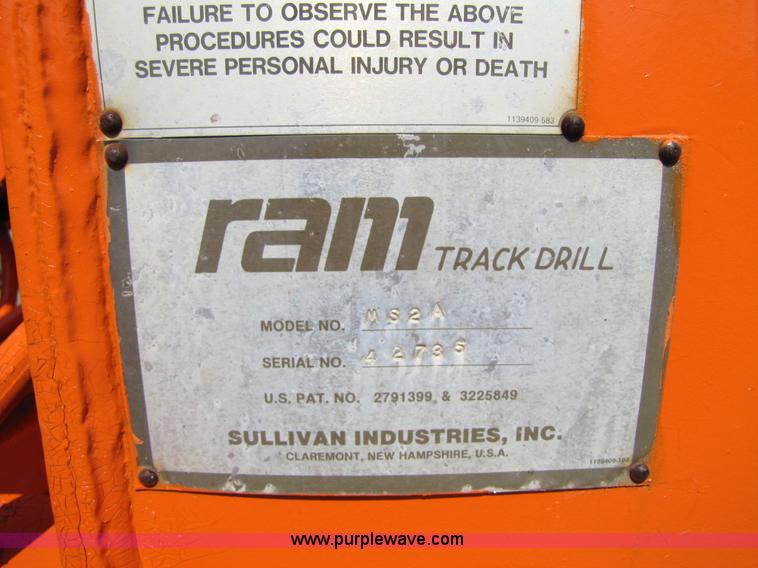 FAILURE TO OBSERVE THE ABOVE
PROCEDURES COULD RESULT IN
SEVERE PERSONAL INJURY OR DEATH
1139409-583
ram TRACK DRILL
MODEL NO. MS2A
SERIAL NO. 42735
U.S. PAT. NO. 2791399 & 3225849
SULLIVAN INDUSTRIES, INC.
CLAREMONT, NEW HAMPSHIRE, U.S.A.
www.purplewave.com